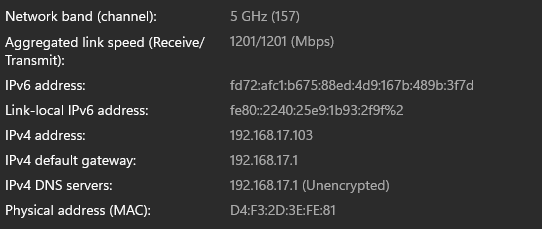 Network band (channel): 5 GHz (157)
Aggregated link speed (Receive/ 1201/1201 (Mbps)
Transmit):
IPv6 address: fd72:afc1:b675:88ed:4d9:167b:489b:3f7d
Link-local IPv6 address: fe80::2240:25e9:1b93:2f9f%2
IPv4 address: 192.168.17.103
IPv4 default gateway: 192.168.17.1
IPv4 DNS servers: 192.168.17.1 (Unencrypted)
Physical address (MAC): D4:F3:2D:3E:FE:81